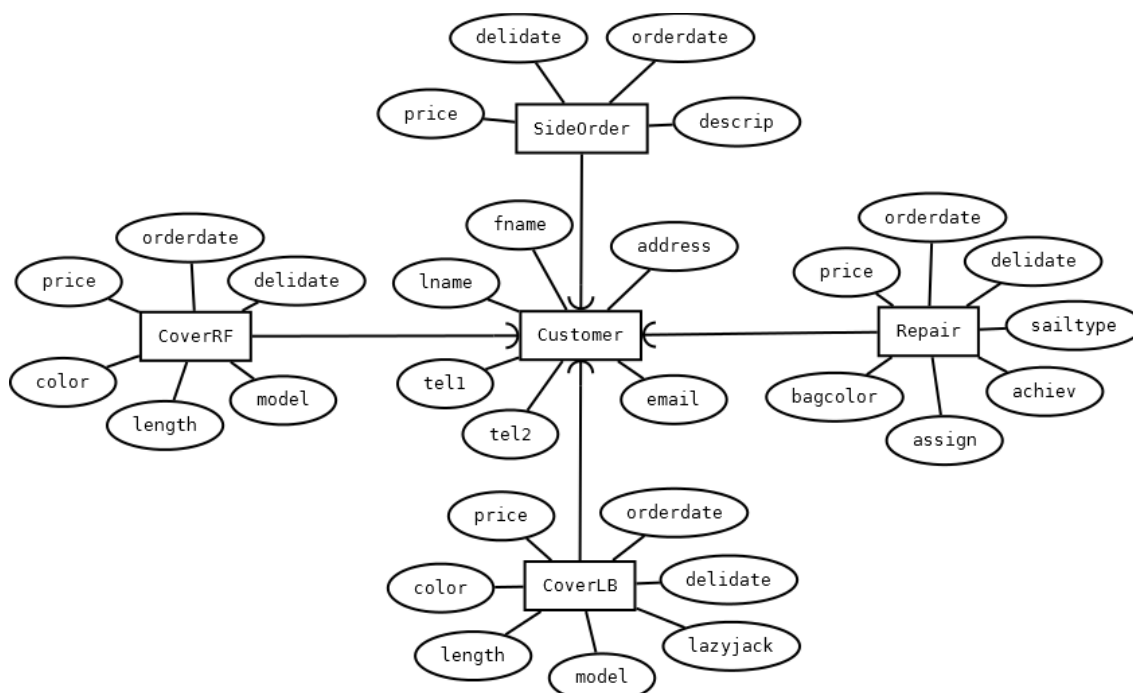 delidate
orderdate
price
SideOrder
descrip
fname
address
lname
Customer
tel1
tel2
email
orderdate
price
delidate
CoverRF
color
length
model
orderdate
price
delidate
Repair
sailtype
bagcolor
achiev
assign
price
orderdate
color
CoverLB
delidate
length
model
lazyjack